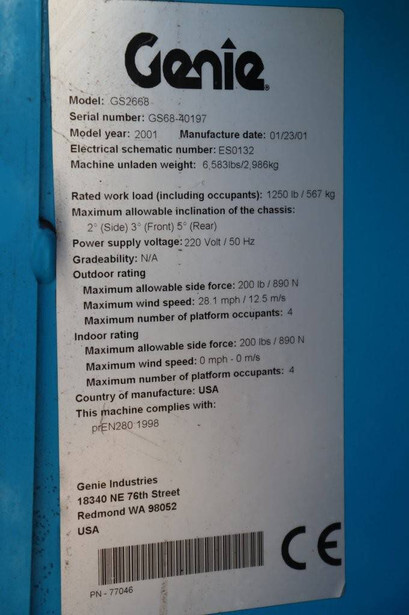 Genie
Model: GS2668
Serial number: GS68-40197
Model year: 2001 Manufacture date: 01/23/01
Electrical schematic number: ES0132
Machine unladen weight: 6,583lbs/2,986kg
Rated work load (including occupants): 1250 lb / 567 kg
Maximum allowable inclination of the chassis:
2° (Side) 3° (Front) 5° (Rear)
Power supply voltage: 220 Volt / 50 Hz
Gradeability: N/A
Outdoor rating
Maximum allowable side force: 200 lb / 890 N
Maximum wind speed: 28.1 mph / 12.5 m/s
Maximum number of platform occupants: 4
Indoor rating
Maximum allowable side force: 200 lbs / 890 N
Maximum wind speed: 0 mph - 0 m/s
Maximum number of platform occupants: 4
Country of manufacture: USA
This machine complies with:
prEN280:1998
Genie Industries
18340 NE 76th Street
Redmond WA 98052
USA
CE
PN - 77046